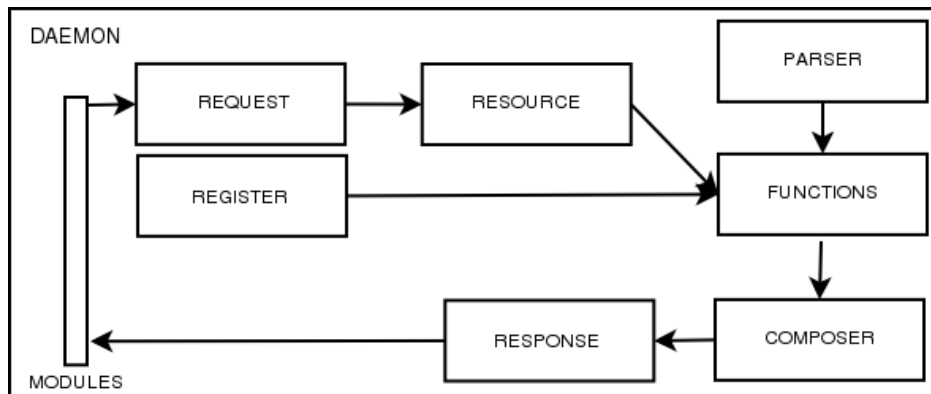 DAEMON
PARSER
REQUEST
RESOURCE
REGISTER
FUNCTIONS
RESPONSE
COMPOSER
MODULES